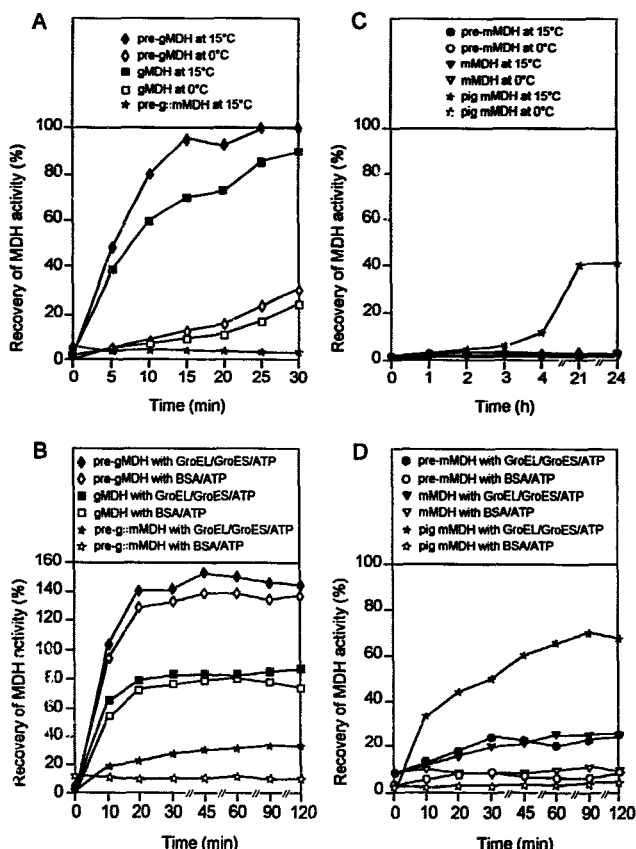 A
pre-gMDH at 15°C
pre-gMDH at 0°C
gMDH at 15°C
gMDH at 0°C
pre-g::mMDH at 15°C
Recovery of MDH activity (%)
100
80
60
40
20
0
0 5 10 15 20 25 30
Time (min)
C
pre-mMDH at 15°C
pre-mMDH at 0°C
mMDH at 15°C
mMDH at 0°C
pig mMDH at 15°C
pig mMDH at 0°C
Recovery of MDH activity (%)
100
80
60
40
20
0
0 1 2 3 4 21 24
Time (h)
B
pre-gMDH with GroEL/GroES/ATP
pre-gMDH with BSA/ATP
gMDH with GroEL/GroES/ATP
gMDH with BSA/ATP
pre-g::mMDH with GroEL/GroES/ATP
pre-g::mMDH with BSA/ATP
Recovery of MDH activity (%)
160
140
120
100
80
60
40
20
0
0 10 20 30 45 60 90 120
Time (min)
D
pre-mMDH with GroEL/GroES/ATP
pre-mMDH with BSA/ATP
mMDH with GroEL/GroES/ATP
mMDH with BSA/ATP
pig mMDH with GroEL/GroES/ATP
pig mMDH with BSA/ATP
Recovery of MDH activity (%)
100
80
60
40
20
0
0 10 20 30 45 60 90 120
Time (min)